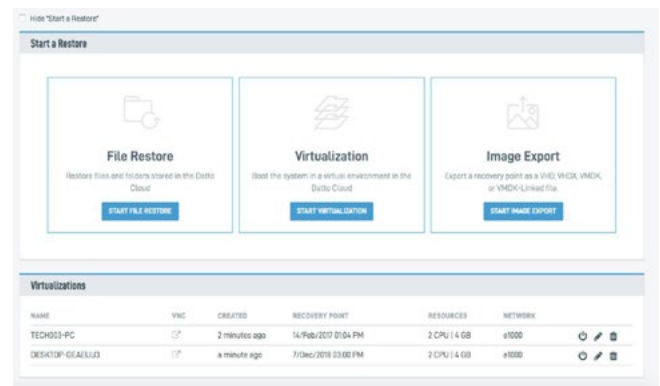 Hide "Start a Restore"
Start a Restore
File Restore
Restore files and folders stored in the Datto
Cloud
START FILE RESTORE
Virtualization
Boot the system in a virtual environment in the
Datto Cloud
START VIRTUALIZATION
Image Export
Export a recovery point as a VHD, VHDX, VMDK,
or VMDK-Linked file.
START IMAGE EXPORT
Virtualizations
NAME VNC CREATED RECOVERY POINT RESOURCES NETWORK
TECH003-PC 2 minutes ago 14/Feb/2017 01:04 PM 2 CPU | 4 GB e1000
a minute ago 7/Dec/2018 03:00 PM 2 CPU | 4 GB e1000